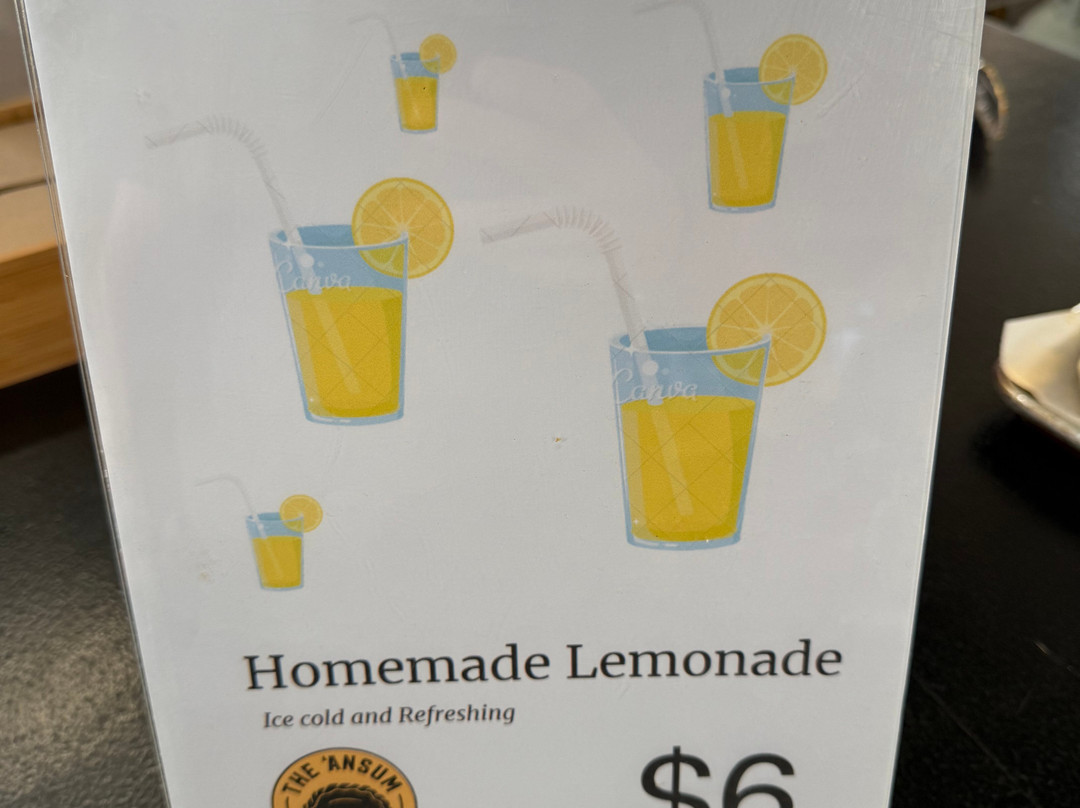 Canva
Canva
Homemade Lemonade
Ice cold and Refreshing
THE 'ANSUM
$6